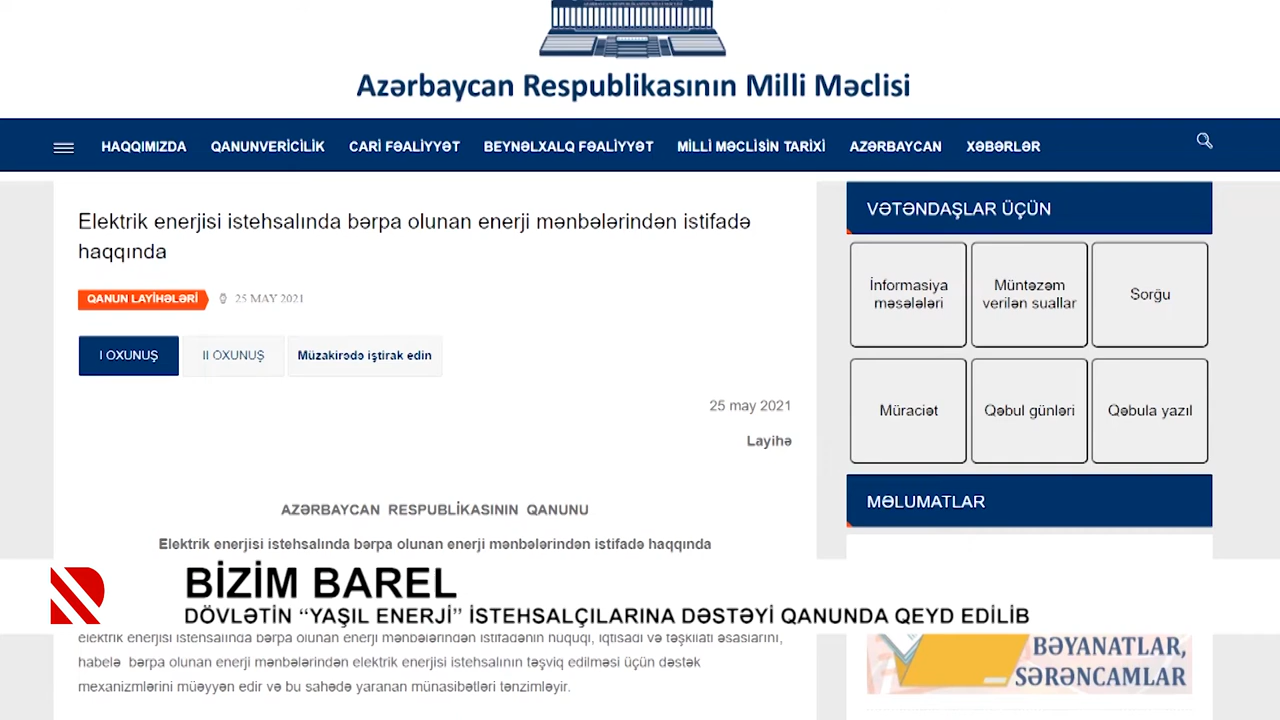 Azərbaycan Respublikasının Milli Məclisi
HAQQIMIZDA QANUNVERİCİLİK CARİ FƏALİYYƏT BEYNƏLXALQ FƏALİYYƏT MİLLİ MƏCLİSİN TARİXİ AZƏRBAYCAN XƏBƏRLƏR
Elektrik enerjisi istehsalında bərpa olunan enerji mənbələrindən istifadə
haqqında
QANUN LAYİHƏLƏRİ 25 MAY 2021
I OXUNUŞ II OXUNUŞ Müzakirədə iştirak edin
25 may 2021
Layihə
AZƏRBAYCAN RESPUBLİKASININ QANUNU
Elektrik enerjisi istehsalında bərpa olunan enerji mənbələrindən istifadə haqqında
VƏTƏNDAŞLAR ÜÇÜN
İnformasiya
məsələləri
Müntəzəm
verilən suallar
Sorğu
Müraciət
Qəbul günləri
Qəbula yazıl
MƏLUMATLAR
BİZİM BAREL
DÖVLƏTİN “YAŞIL ENERJİ” İSTEHSALÇILARINA DƏSTƏYİ QANUNDA QEYD EDİLİB
elektrik enerjisi istehsalında bərpa olunan enerji mənbələrindən istifadənin hüquqi, iqtisadi və təşkilati əsaslarını,
habelə bərpa olunan enerji mənbələrindən elektrik enerjisi istehsalının təşviq edilməsi üçün dəstək
mexanizmlərini müəyyən edir və bu sahədə yaranan münasibətləri tənzimləyir.
BƏYANATLAR,
SƏRƏNCAMLAR